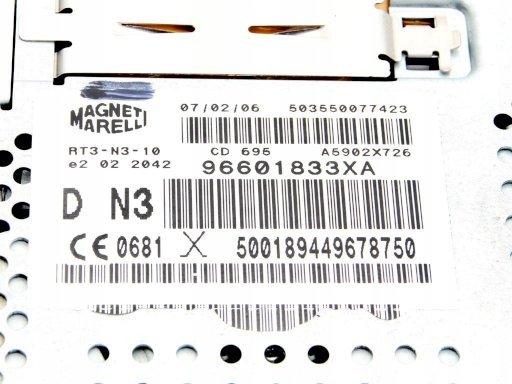 MAGNETI
MARELLI
07/02/06 503550077423
RT3-N3-10 CD 695 A5902X726
e2 02 2042 96601833XA
D N3
CE 0681 500189449678750